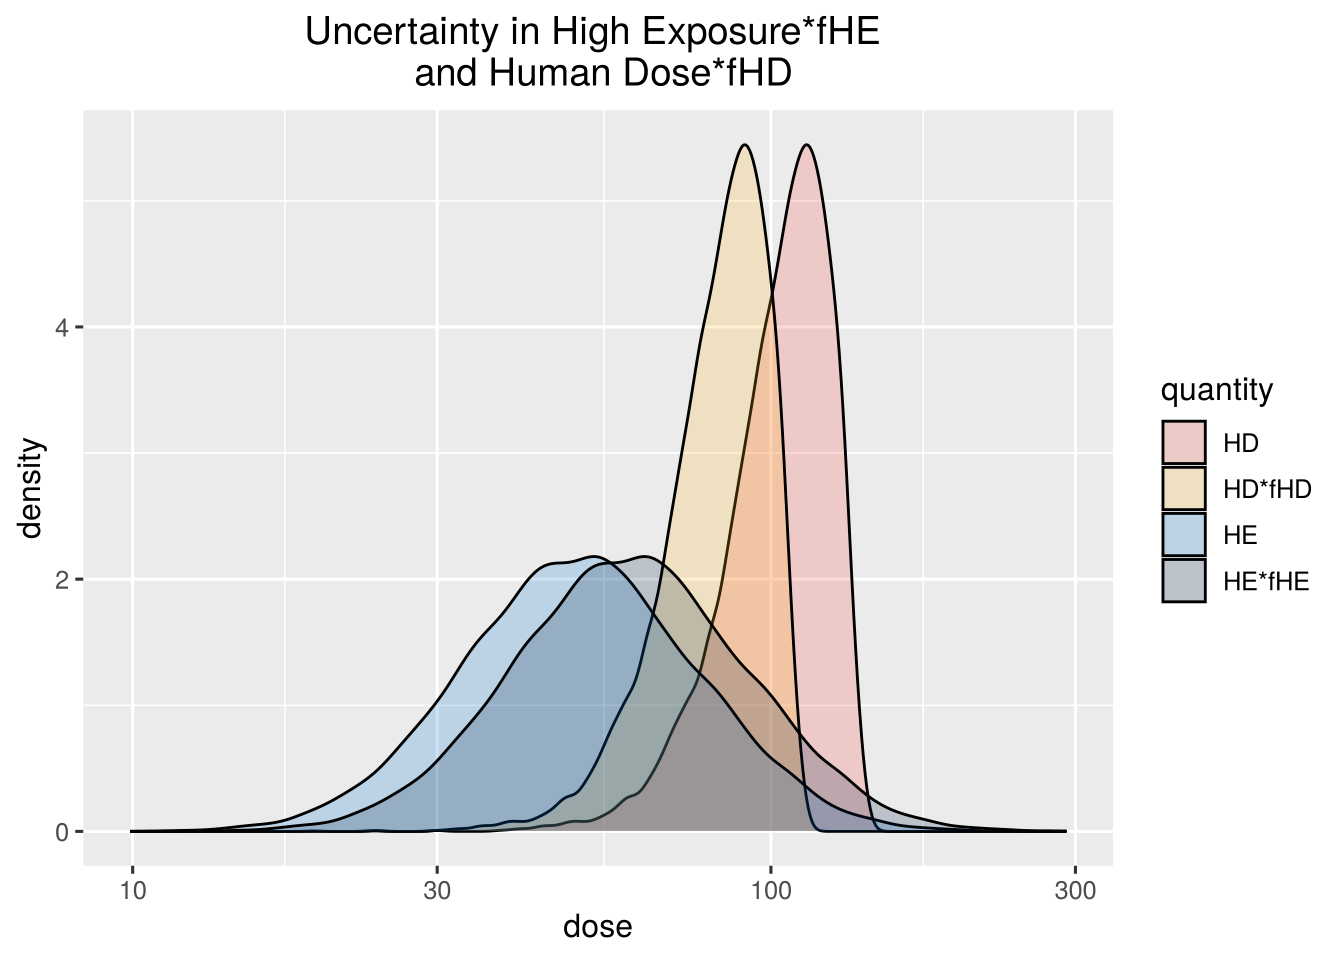 Uncertainty in High Exposure*fHE
and Human Dose*fHD
density
4
2
0
10
30
100
300
dose
quantity
HD
HD*fHD
HE
HE*fHE